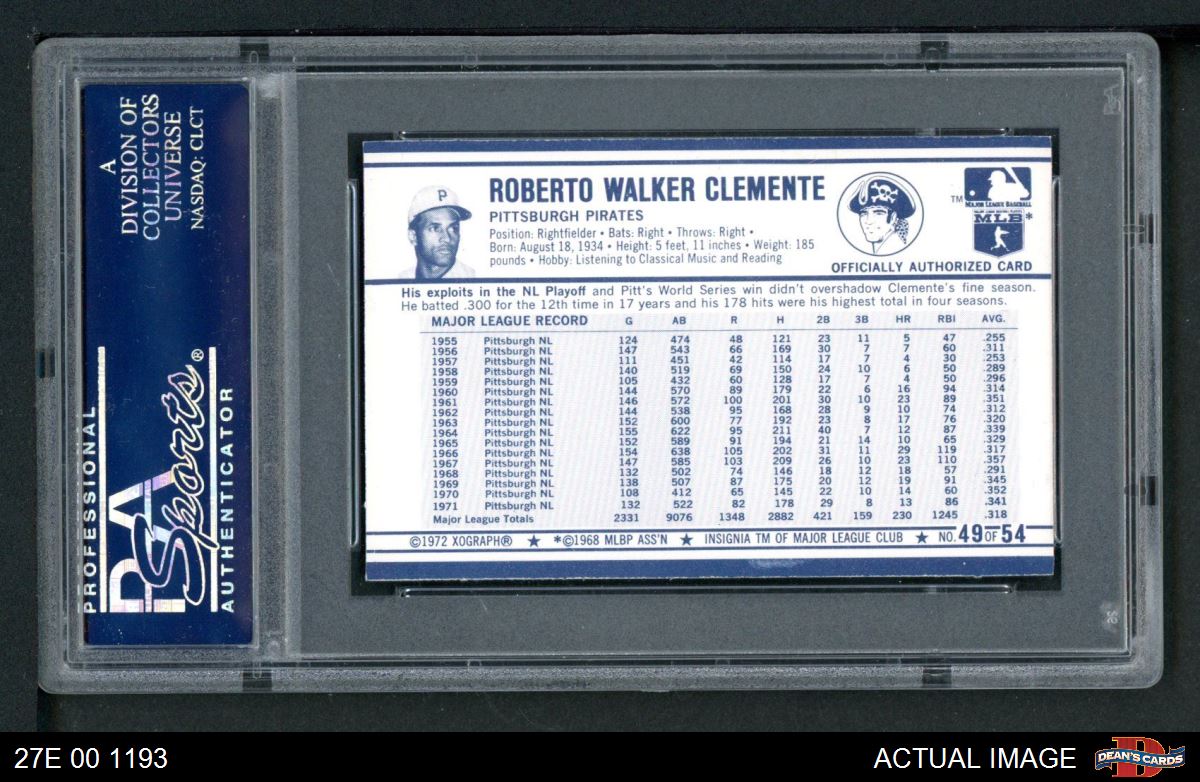 A
DIVISION OF
COLLECTORS
UNIVERSE
NASDAQ: CLCT
PROFESSIONAL
PSA
Sports®
AUTHENTICATOR
P
ROBERTO WALKER CLEMENTE
PITTSBURGH PIRATES
Position: Rightfielder • Bats: Right • Throws: Right •
Born: August 18, 1934 • Height: 5 feet, 11 inches • Weight: 185
pounds • Hobby: Listening to Classical Music and Reading
TM
MAJOR LEAGUE BASEBALL
MLB*
OFFICIALLY AUTHORIZED CARD
His exploits in the NL Playoff and Pitt's World Series win didn't overshadow Clemente's fine season.
He batted .300 for the 12th time in 17 years and his 178 hits were his highest total in four seasons.
MAJOR LEAGUE RECORD G AB R H 2B 3B HR RBI AVG.
1955 Pittsburgh NL 124 474 48 121 23 11 5 47 .255
1956 Pittsburgh NL 147 543 66 169 30 7 7 60 .311
1957 Pittsburgh NL 111 451 42 114 17 7 4 30 .253
1958 Pittsburgh NL 140 519 69 150 24 10 6 50 .289
1959 Pittsburgh NL 105 432 60 128 17 7 4 50 .296
1960 Pittsburgh NL 144 570 89 179 22 6 16 94 .314
1961 Pittsburgh NL 146 572 100 201 30 10 23 89 .351
1962 Pittsburgh NL 144 538 95 168 28 9 10 74 .312
1963 Pittsburgh NL 152 600 77 192 23 8 17 76 .320
1964 Pittsburgh NL 155 622 95 211 40 7 12 87 .339
1965 Pittsburgh NL 152 589 91 194 21 14 10 65 .329
1966 Pittsburgh NL 154 638 105 202 31 11 29 119 .317
1967 Pittsburgh NL 147 585 103 209 26 10 23 110 .357
1968 Pittsburgh NL 132 502 74 146 18 12 18 57 .291
1969 Pittsburgh NL 138 507 87 175 20 12 19 91 .345
1970 Pittsburgh NL 108 412 65 145 22 10 14 60 .352
1971 Pittsburgh NL 132 522 82 178 29 8 13 86 .341
Major League Totals 2331 9076 1348 2882 421 159 230 1245 .318
©1972 XOGRAPH® ★ *©1968 MLBP ASS'N ★ INSIGNIA TM OF MAJOR LEAGUE CLUB ★ NO. 49 OF 54
27E 00 1193
ACTUAL IMAGE
D
DEAN'S CARDS